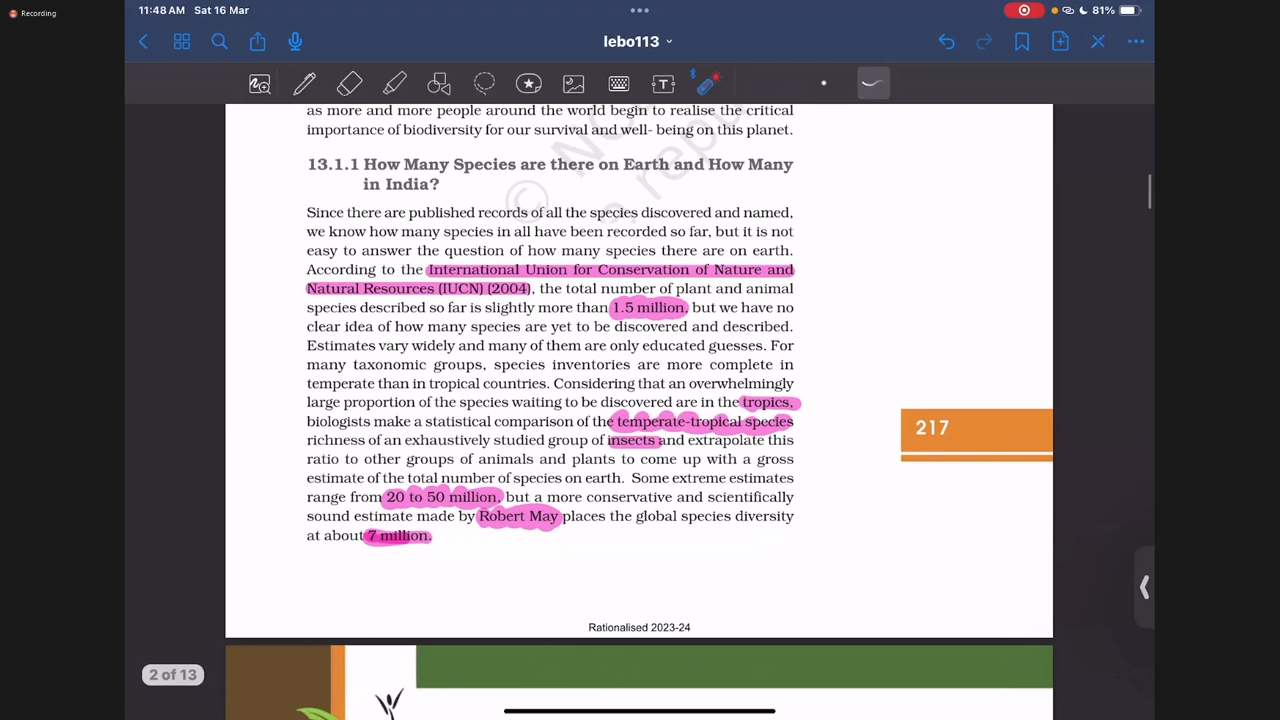 Recording
11:48 AM Sat 16 Mar
81%
lebo113
as more and more people around the world begin to realise the critical
importance of biodiversity for our survival and well- being on this planet.
13.1.1 How Many Species are there on Earth and How Many
in India?
Since there are published records of all the species discovered and named,
we know how many species in all have been recorded so far, but it is not
easy to answer the question of how many species there are on earth.
According to the International Union for Conservation of Nature and
Natural Resources (IUCN) (2004), the total number of plant and animal
species described so far is slightly more than 1.5 million, but we have no
clear idea of how many species are yet to be discovered and described.
Estimates vary widely and many of them are only educated guesses. For
many taxonomic groups, species inventories are more complete in
temperate than in tropical countries. Considering that an overwhelmingly
large proportion of the species waiting to be discovered are in the tropics,
biologists make a statistical comparison of the temperate-tropical species
richness of an exhaustively studied group of insects and extrapolate this
ratio to other groups of animals and plants to come up with a gross
estimate of the total number of species on earth. Some extreme estimates
range from 20 to 50 million, but a more conservative and scientifically
sound estimate made by Robert May places the global species diversity
at about 7 million.
217
Rationalised 2023-24
2 of 13